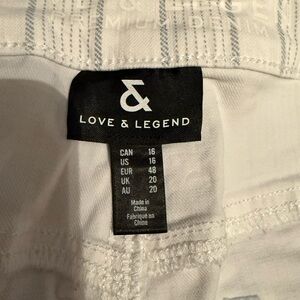 &
LOVE & LEGEND
CAN 16
US 16
EUR 48
UK 20
AU 20
Made in
China
Fabriqué en
Chine